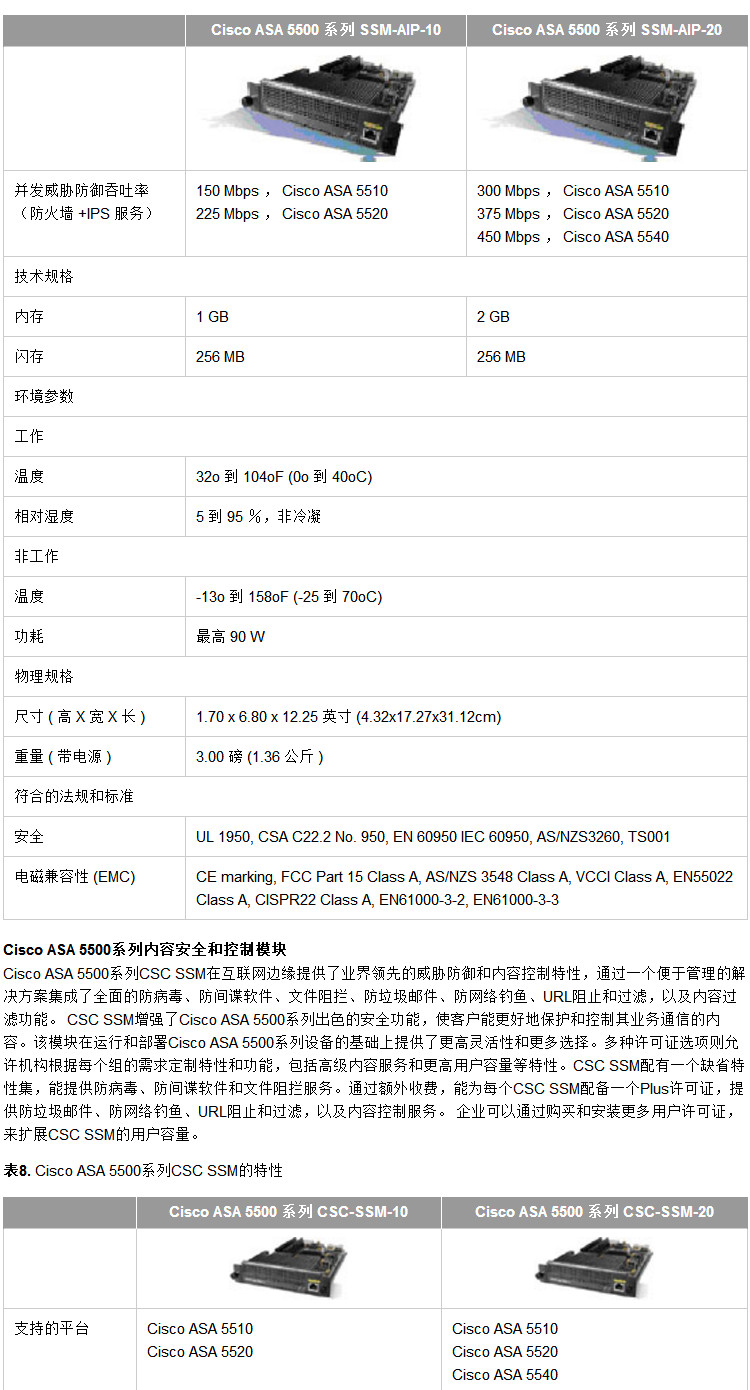 Cisco ASA 5500 系列 SSM-AIP-10 Cisco ASA 5500 系列 SSM-AIP-20
并发威胁防御吞吐率 150 Mbps ， Cisco ASA 5510 300 Mbps ， Cisco ASA 5510
（防火墙 +IPS 服务） 225 Mbps ， Cisco ASA 5520 375 Mbps ， Cisco ASA 5520
450 Mbps ， Cisco ASA 5540
技术规格
内存 1 GB 2 GB
闪存 256 MB 256 MB
环境参数
工作
温度 32o 到 104oF (0o 到 40oC)
相对湿度 5 到 95 ％，非冷凝
非工作
温度 -13o 到 158oF (-25 到 70oC)
功耗 最高 90 W
物理规格
尺寸 ( 高 X 宽 X 长 ) 1.70 x 6.80 x 12.25 英寸 (4.32x17.27x31.12cm)
重量 ( 带电源 ) 3.00 磅 (1.36 公斤 )
符合的法规和标准
安全 UL 1950, CSA C22.2 No. 950, EN 60950 IEC 60950, AS/NZS3260, TS001
电磁兼容性 (EMC) CE marking, FCC Part 15 Class A, AS/NZS 3548 Class A, VCCI Class A, EN55022
Class A, CISPR22 Class A, EN61000-3-2, EN61000-3-3
Cisco ASA 5500系列内容安全和控制模块
Cisco ASA 5500系列CSC SSM在互联网边缘提供了业界领先的威胁防御和内容控制特性，通过一个便于管理的解
决方案集成了全面的防病毒、防间谍软件、文件阻拦、防垃圾邮件、防网络钓鱼、URL阻止和过滤，以及内容过
滤功能。 CSC SSM增强了Cisco ASA 5500系列出色的安全功能，使客户能更好地保护和控制其业务通信的内
容。该模块在运行和部署Cisco ASA 5500系列设备的基础上提供了更高灵活性和更多选择。多种许可证选项则允
许机构根据每个组的需求定制特性和功能，包括高级内容服务和更高用户容量等特性。CSC SSM配有一个缺省特
性集，能提供防病毒、防间谍软件和文件阻拦服务。通过额外收费，能为每个CSC SSM配备一个Plus许可证，提
供防垃圾邮件、防网络钓鱼、URL阻止和过滤，以及内容控制服务。 企业可以通过购买和安装更多用户许可证，
来扩展CSC SSM的用户容量。
表8. Cisco ASA 5500系列CSC SSM的特性
Cisco ASA 5500 系列 CSC-SSM-10 Cisco ASA 5500 系列 CSC-SSM-20
支持的平台 Cisco ASA 5510 Cisco ASA 5510
Cisco ASA 5520 Cisco ASA 5520
Cisco ASA 5540